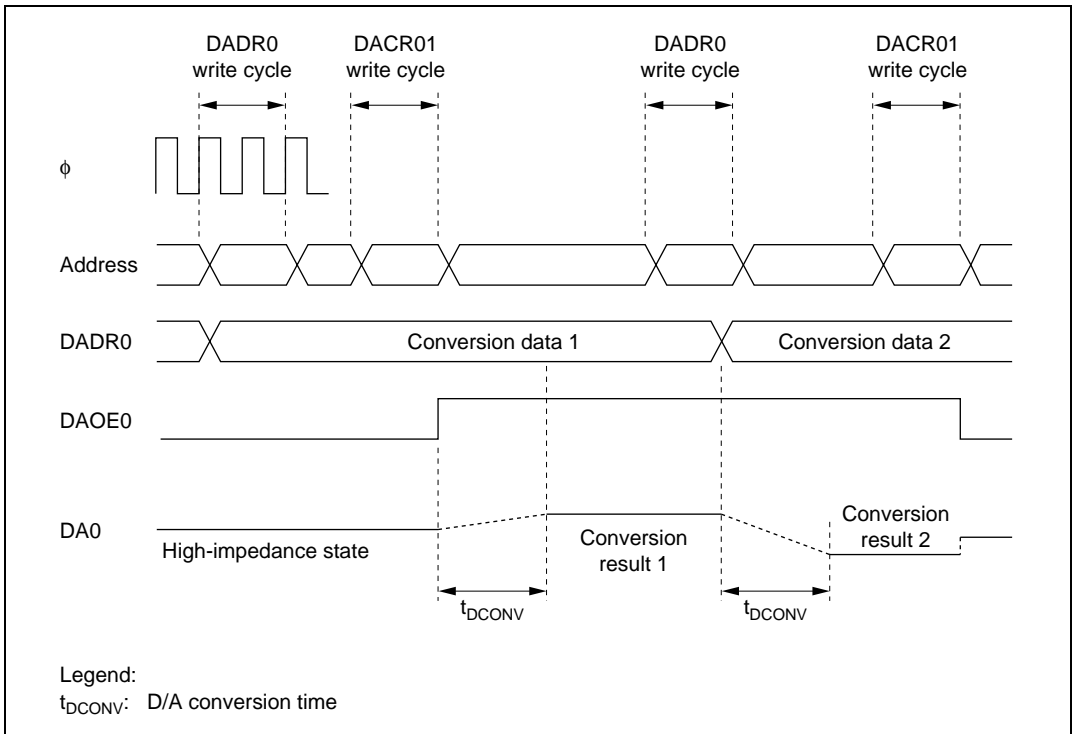 DADR0
write cycle
DACR01
write cycle
DADR0
write cycle
DACR01
write cycle
ϕ
Address
DADR0
Conversion data 1
Conversion data 2
DAOE0
DA0
High-impedance state
Conversion
result 1
Conversion
result 2
tDCONV
tDCONV
Legend:
tDCONV: D/A conversion time